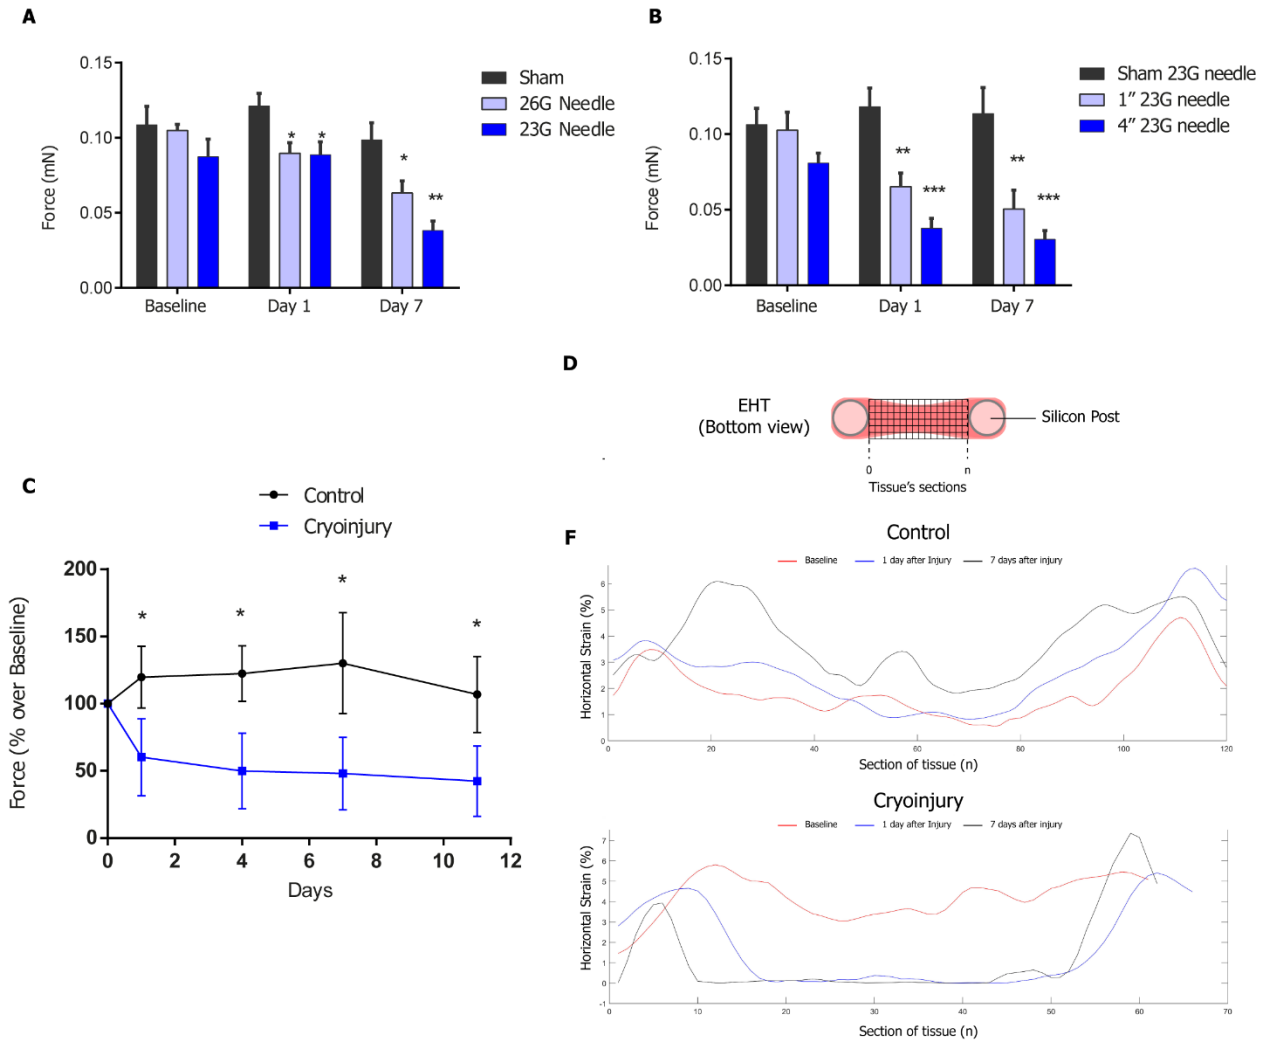 A
0.15
0.10
0.05
0.00
Force (mN)
* * * **
Baseline Day 1 Day 7
Sham
26G Needle
23G Needle
B
0.15
0.10
0.05
0.00
Force (mN)
** *** ** ***
Baseline Day 1 Day 7
Sham 23G needle
1” 23G needle
4” 23G needle
D
EHT
(Bottom view)
Silicon Post
0 n
Tissue's sections
C
Control
Cryoinjury
200
150
100
50
0
Force (% over Baseline)
* * * *
0 2 4 6 8 10 12
Days
F
Control
Baseline 1 day after Injury 7 days after injury
6
5
4
3
2
1
0
Horizontal Strain (%)
0 20 40 60 80 100 120
Section of tissue (n)
Cryoinjury
Baseline 1 day after Injury 7 days after injury
7
6
5
4
3
2
1
0
-1
Horizontal Strain (%)
0 10 20 30 40 50 60 70
Section of tissue (n)